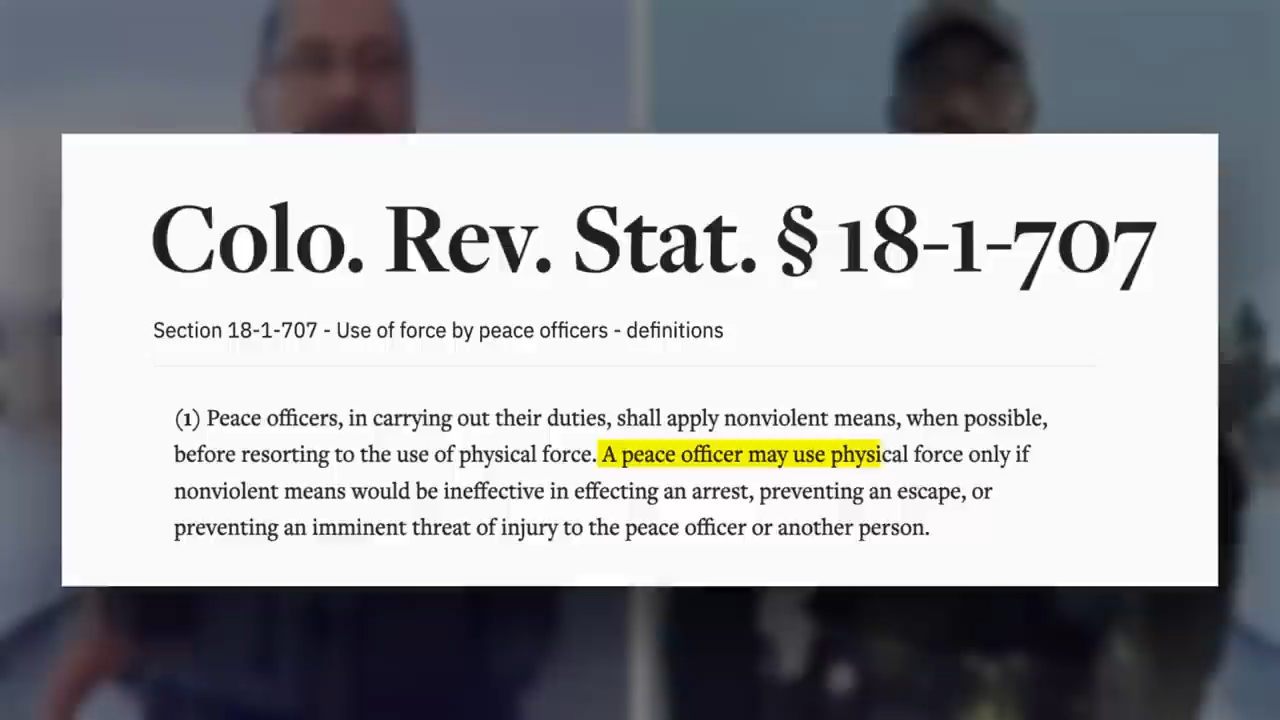 Colo. Rev. Stat. § 18-1-707
Section 18-1-707 - Use of force by peace officers - definitions
(1) Peace officers, in carrying out their duties, shall apply nonviolent means, when possible,
before resorting to the use of physical force. A peace officer may use physical force only if
nonviolent means would be ineffective in effecting an arrest, preventing an escape, or
preventing an imminent threat of injury to the peace officer or another person.